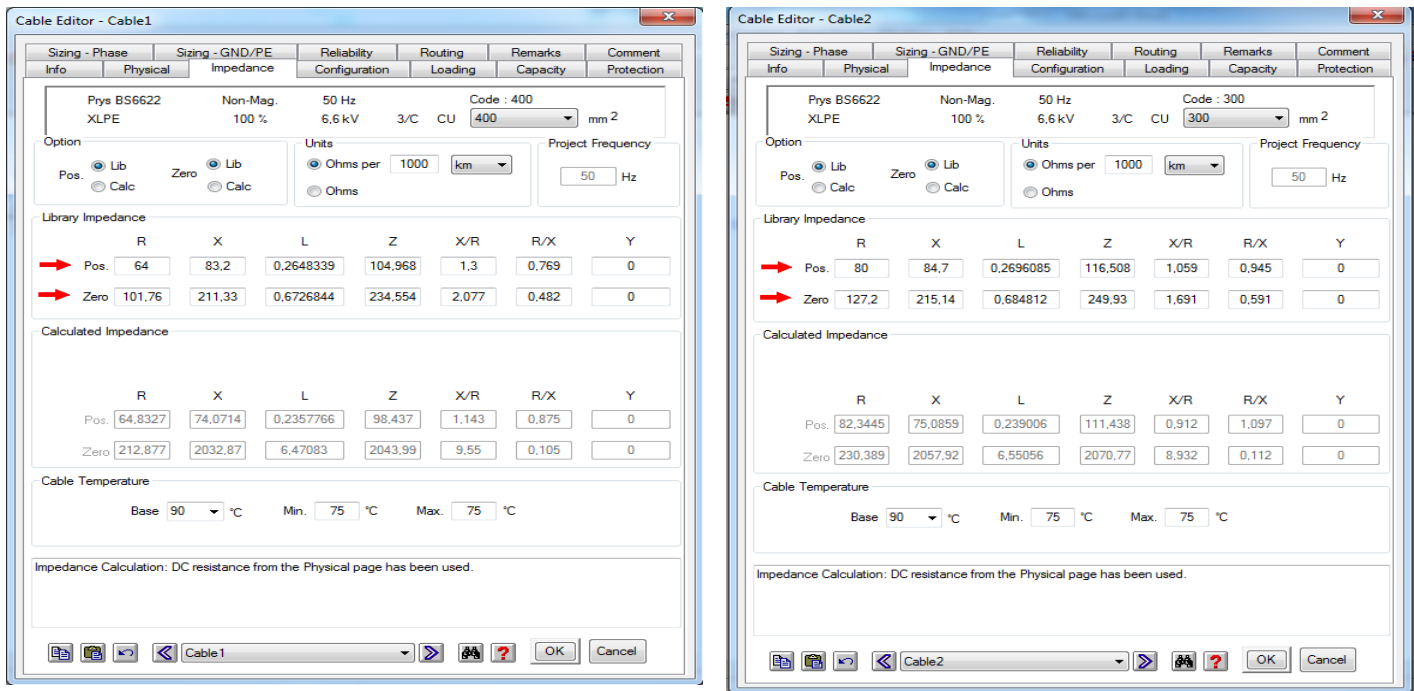 Cable Editor - Cable1
Sizing - Phase Sizing - GND/PE Reliability Routing Remarks Comment
Info Physical Impedance Configuration Loading Capacity Protection
Prys BS6622 Non-Mag. 50 Hz Code : 400
XLPE 100 % 6,6 kV 3/C CU 400 mm 2
Option Units Project Frequency
Pos. Lib Zero Lib Ohms per 1000 km 50 Hz
Calc Calc Ohms
Library Impedance
R X L Z X/R R/X Y
Pos. 64 83,2 0,2648339 104,968 1,3 0,769 0
Zero 101,76 211,33 0,6726844 234,554 2,077 0,482 0
Calculated Impedance
R X L Z X/R R/X Y
Pos. 64,8327 74,0714 0,2357766 98,437 1,143 0,875 0
Zero 212,877 2032,87 6,47083 2043,99 9,55 0,105 0
Cable Temperature
Base 90 °C Min. 75 °C Max. 75 °C
Impedance Calculation: DC resistance from the Physical page has been used.
Cable1 ? OK Cancel
Cable Editor - Cable2
Sizing - Phase Sizing - GND/PE Reliability Routing Remarks Comment
Info Physical Impedance Configuration Loading Capacity Protection
Prys BS6622 Non-Mag. 50 Hz Code : 300
XLPE 100 % 6,6 kV 3/C CU 300 mm 2
Option Units Project Frequency
Pos. Lib Zero Lib Ohms per 1000 km 50 Hz
Calc Calc Ohms
Library Impedance
R X L Z X/R R/X Y
Pos. 80 84,7 0,2696085 116,508 1,059 0,945 0
Zero 127,2 215,14 0,684812 249,93 1,691 0,591 0
Calculated Impedance
R X L Z X/R R/X Y
Pos. 82,3445 75,0859 0,239006 111,438 0,912 1,097 0
Zero 230,389 2057,92 6,55056 2070,77 8,932 0,112 0
Cable Temperature
Base 90 °C Min. 75 °C Max. 75 °C
Impedance Calculation: DC resistance from the Physical page has been used.
Cable2 ? OK Cancel